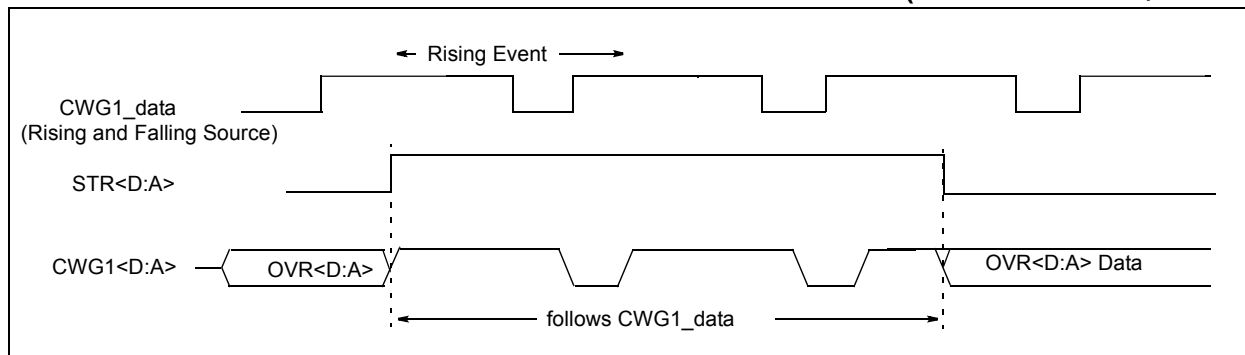 Rising Event
CWG1_data
(Rising and Falling Source)
STR<D:A>
CWG1<D:A>
OVR<D:A>
OVR<D:A> Data
follows CWG1_data